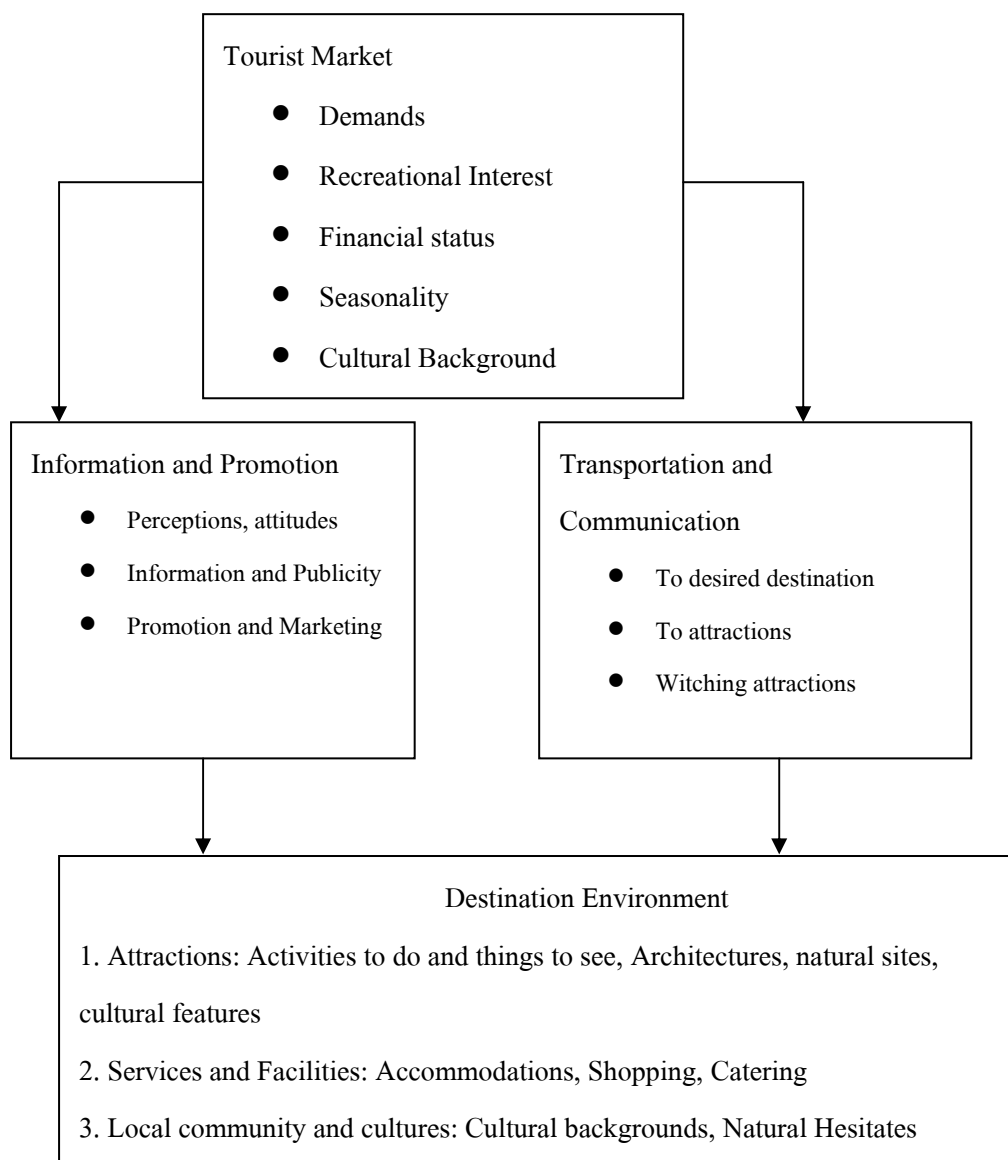 Tourist Market
● Demands
● Recreational Interest
● Financial status
● Seasonality
● Cultural Background
Information and Promotion
● Perceptions, attitudes
● Information and Publicity
● Promotion and Marketing
Transportation and
Communication
● To desired destination
● To attractions
● Witching attractions
Destination Environment
1. Attractions: Activities to do and things to see, Architectures, natural sites,
cultural features
2. Services and Facilities: Accommodations, Shopping, Catering
3. Local community and cultures: Cultural backgrounds, Natural Hesitates